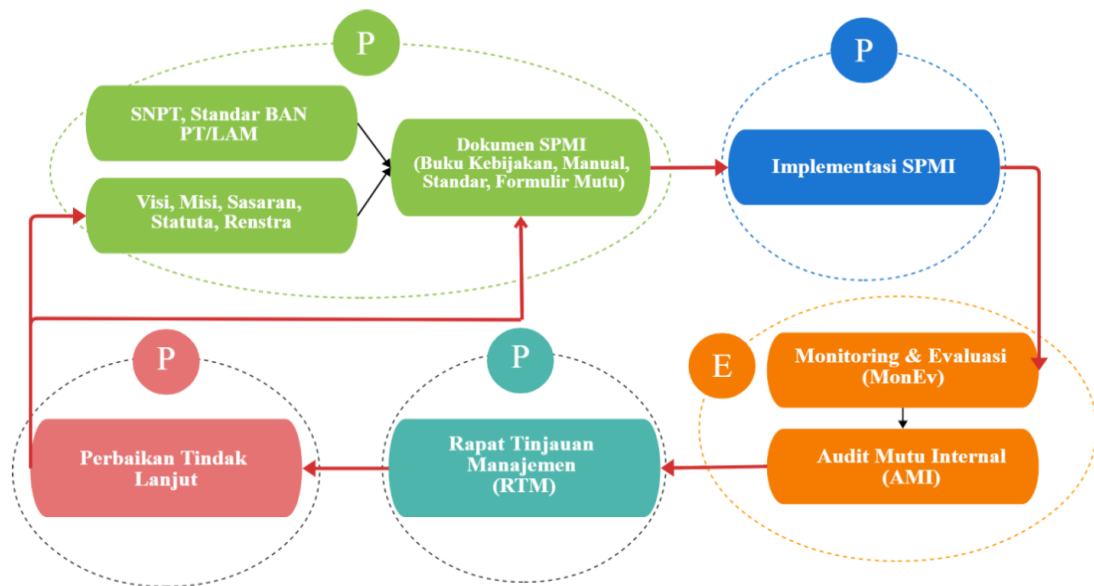 P
SNPT, Standar BAN
PT/LAM
Visi, Misi, Sasaran,
Statuta, Renstra
Dokumen SPMI
(Buku Kebijakan, Manual,
Standar, Formulir Mutu)
P
Implementasi SPMI
E
Monitoring & Evaluasi
(MonEv)
Audit Mutu Internal
(AMI)
P
Rapat Tinjauan
Manajemen
(RTM)
P
Perbaikan Tindak
Lanjut